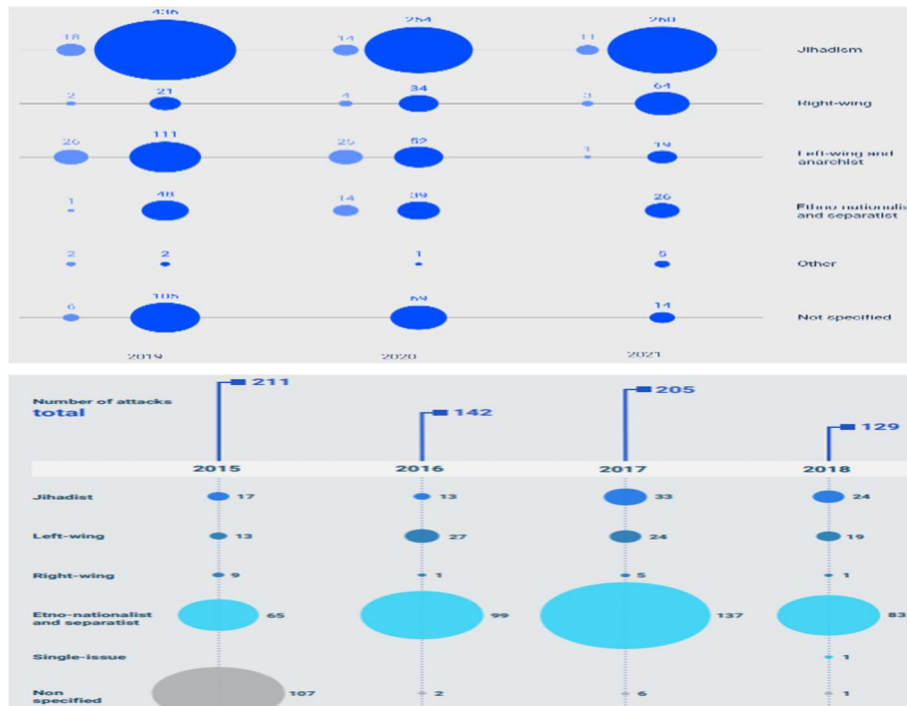 436 254 260
18 14 11 Jihadism
21 34 64
2 4 3 Right-wing
111 52 19
26 25 1 Left-wing and
anarchist
48 39 26
1 14 Ethno nationalis
and separatist
2 2 1 5
Other
105 69 14
6 Not specified
2019 2020 2021
211
Number of attacks
total
205
142
129
2015 2016 2017 2018
Jihadist 17 13 33 24
Left-wing 13 27 24 19
Right-wing 9 1 5 1
Etno-nationalist
and separatist 65 99 137 83
Single-issue 1
Non
specified 107 2 6 1